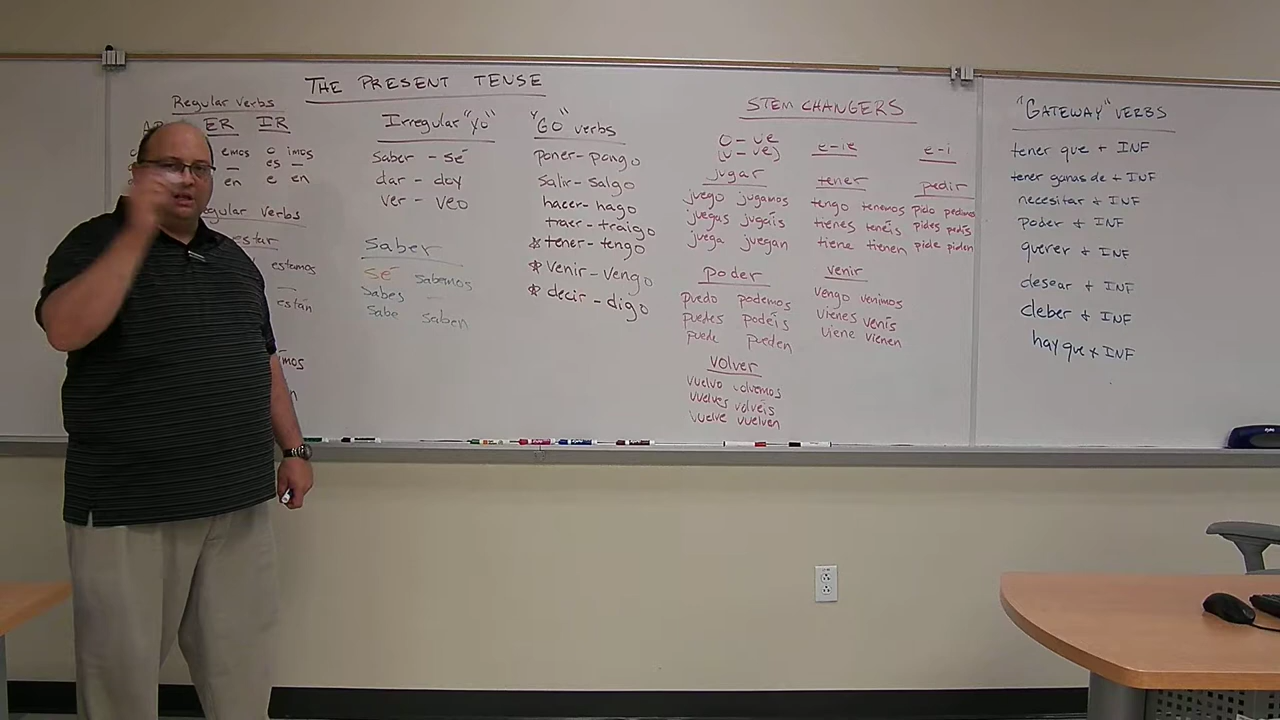 THE PRESENT TENSE
Regular Verbs
ER IR
emos o imos
es —
— en e en
Verbs
estar
estamos
—
están
imos
n
Irregular "YO"
saber - sé
dar - doy
ver - veo
Saber
Sé sabemos
Sabes —
Sabe saben
"GO" verbs
poner - pongo
salir - salgo
hacer - hago
traer - traigo
* tener - tengo
* venir - vengo
* decir - digo
STEM CHANGERS
o - ue
(u - ue)
jugar
juego jugamos
juegas jugáis
juega juegan
poder
puedo podemos
puedes podéis
puede pueden
volver
vuelvo volvemos
vuelves volvéis
vuelve vuelven
e - ie
tener
tengo tenemos
tienes tenéis
tiene tienen
venir
vengo venimos
vienes venís
viene vienen
e - i
pedir
pido pedimos
pides pedís
pide piden
"GATEWAY" VERBS
tener que + INF
tener ganas de + INF
necesitar + INF
poder + INF
querer + INF
desear + INF
deber + INF
hay que + INF